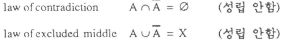 law of contradiction A ∩ A̅ = ∅ (성립 안함)
law of excluded middle A ∪ A̅ = X (성립 안함)